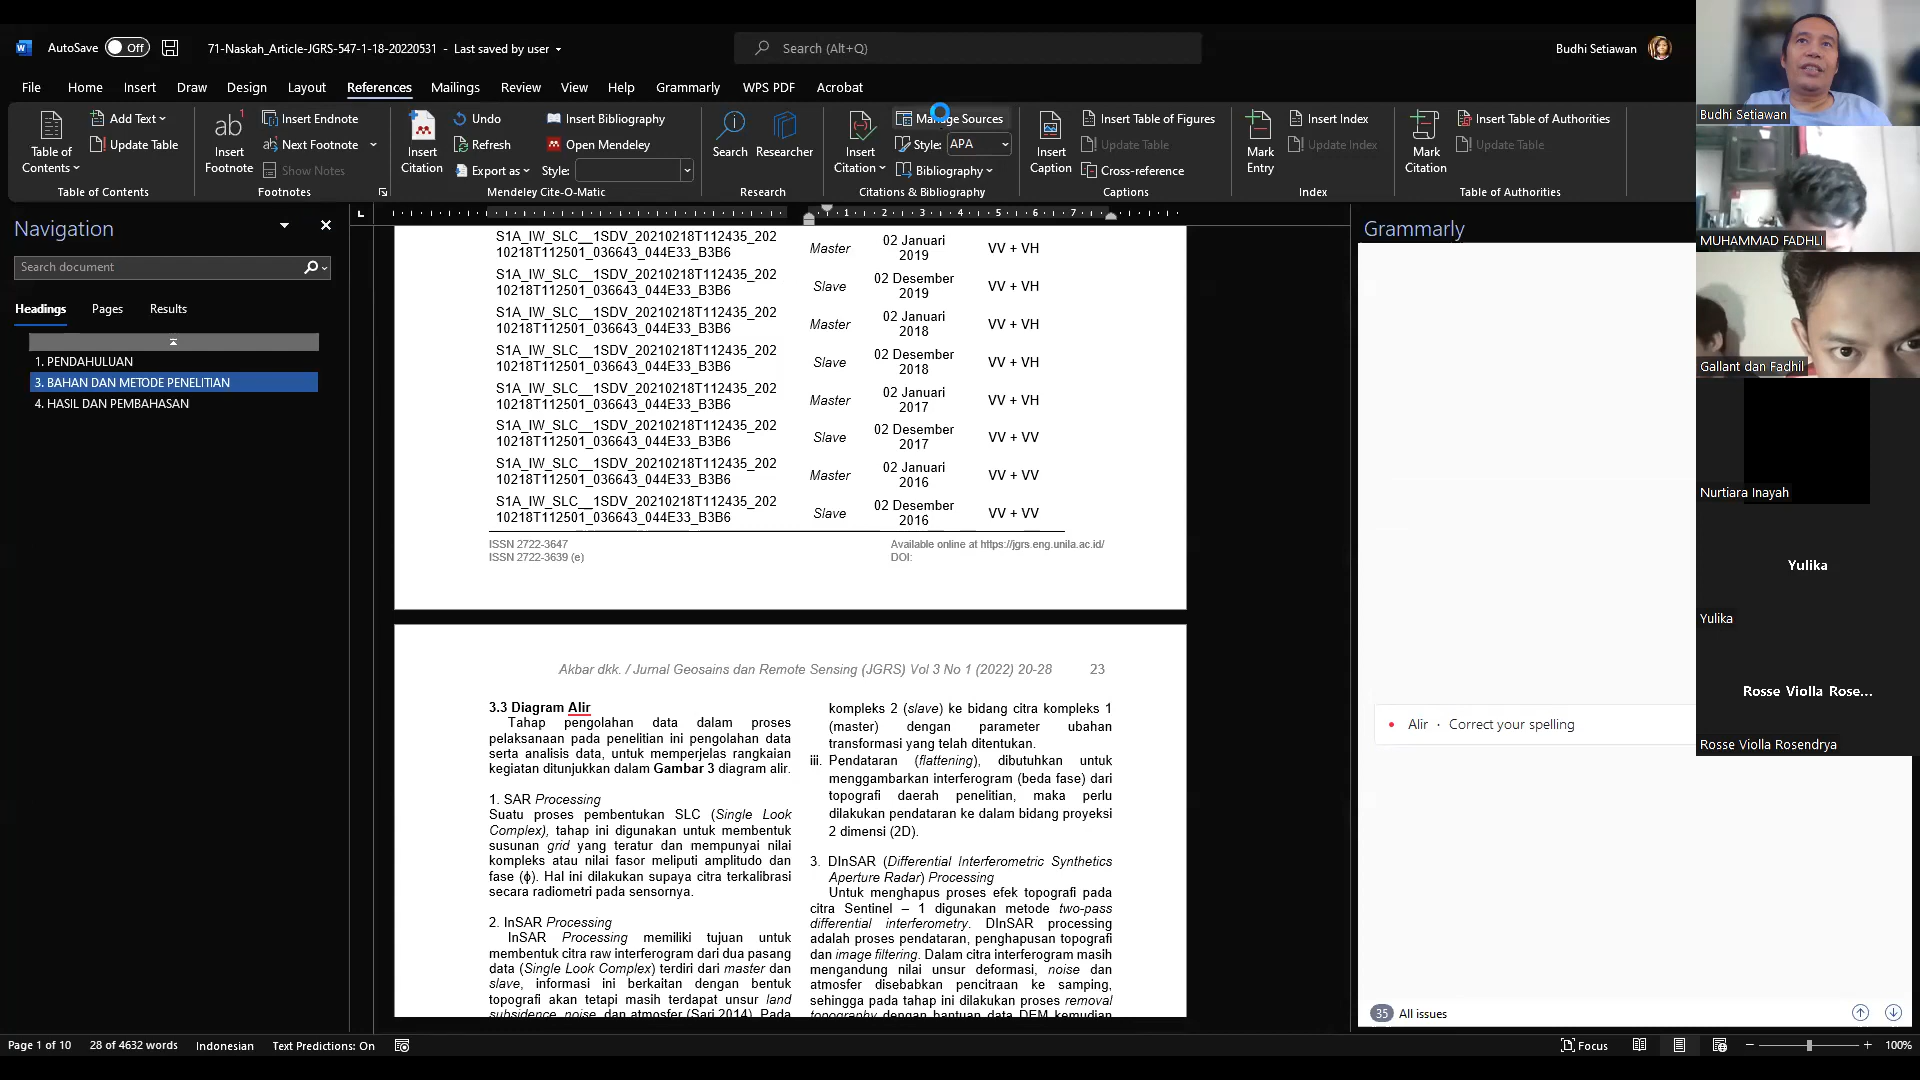 AutoSave
Off
71-Naskah_Article-JGRS-547-1-18-20220531 - Last saved by user
Search (Alt+Q)
Budhi Setiawan
File Home Insert Draw Design Layout References Mailings Review View Help Grammarly WPS PDF Acrobat
Table of Contents
Add Text
Update Table
Table of Contents
ab
Insert Footnote
Insert Endnote
Next Footnote
Show Notes
Footnotes
Insert Citation
Undo
Refresh
Export as
Insert Bibliography
Open Mendeley
Style:
Mendeley Cite-O-Matic
Search
Researcher
Research
Insert Citation
Manage Sources
Style: APA
Bibliography
Citations & Bibliography
Insert Caption
Insert Table of Figures
Update Table
Cross-reference
Captions
Mark Entry
Insert Index
Update Index
Index
Mark Citation
Insert Table of Authorities
Update Table
Table of Authorities
Navigation
Search document
Headings Pages Results
1. PENDAHULUAN
3. BAHAN DAN METODE PENELITIAN
4. HASIL DAN PEMBAHASAN
1 2 3 4 5 6 7
S1A_IW_SLC__1SDV_20210218T112435_202
10218T112501_036643_044E33_B3B6
Master
02 Januari
2019
VV + VH
S1A_IW_SLC__1SDV_20210218T112435_202
10218T112501_036643_044E33_B3B6
Slave
02 Desember
2019
VV + VH
S1A_IW_SLC__1SDV_20210218T112435_202
10218T112501_036643_044E33_B3B6
Master
02 Januari
2018
VV + VH
S1A_IW_SLC__1SDV_20210218T112435_202
10218T112501_036643_044E33_B3B6
Slave
02 Desember
2018
VV + VH
S1A_IW_SLC__1SDV_20210218T112435_202
10218T112501_036643_044E33_B3B6
Master
02 Januari
2017
VV + VH
S1A_IW_SLC__1SDV_20210218T112435_202
10218T112501_036643_044E33_B3B6
Slave
02 Desember
2017
VV + VV
S1A_IW_SLC__1SDV_20210218T112435_202
10218T112501_036643_044E33_B3B6
Master
02 Januari
2016
VV + VV
S1A_IW_SLC__1SDV_20210218T112435_202
10218T112501_036643_044E33_B3B6
Slave
02 Desember
2016
VV + VV
ISSN 2722-3647
ISSN 2722-3639 (e)
Available online at https://jgrs.eng.unila.ac.id/
DOI:
Akbar dkk. / Jurnal Geosains dan Remote Sensing (JGRS) Vol 3 No 1 (2022) 20-28 23
3.3 Diagram Alir
Tahap pengolahan data dalam proses
pelaksanaan pada penelitian ini pengolahan data
serta analisis data, untuk memperjelas rangkaian
kegiatan ditunjukkan dalam Gambar 3 diagram alir.
1. SAR Processing
Suatu proses pembentukan SLC (Single Look
Complex), tahap ini digunakan untuk membentuk
susunan grid yang teratur dan mempunyai nilai
kompleks atau nilai fasor meliputi amplitudo dan
fase (ϕ). Hal ini dilakukan supaya citra terkalibrasi
secara radiometri pada sensornya.
2. InSAR Processing
InSAR Processing memiliki tujuan untuk
membentuk citra raw interferogram dari dua pasang
data (Single Look Complex) terdiri dari master dan
slave, informasi ini berkaitan dengan bentuk
topografi akan tetapi masih terdapat unsur land
subsidence, noise, dan atmosfer (Sari,2014). Pada
kompleks 2 (slave) ke bidang citra kompleks 1
(master) dengan parameter ubahan
transformasi yang telah ditentukan.
iii. Pendataran (flattening), dibutuhkan untuk
menggambarkan interferogram (beda fase) dari
topografi daerah penelitian, maka perlu
dilakukan pendataran ke dalam bidang proyeksi
2 dimensi (2D).
3. DInSAR (Differential Interferometric Synthetics
Aperture Radar) Processing
Untuk menghapus proses efek topografi pada
citra Sentinel – 1 digunakan metode two-pass
differential interferometry. DInSAR processing
adalah proses pendataran, penghapusan topografi
dan image filtering. Dalam citra interferogram masih
mengandung nilai unsur deformasi, noise dan
atmosfer disebabkan pencitraan ke samping,
sehingga pada tahap ini dilakukan proses removal
topography dengan bantuan data DEM kemudian
Grammarly
Alir · Correct your spelling
35 All issues
Budhi Setiawan
MUHAMMAD FADHLI
Gallant dan Fadhil
Nurtiara Inayah
Yulika
Yulika
Rosse Violla Rose...
Rosse Violla Rosendrya
Page 1 of 10 28 of 4632 words Indonesian Text Predictions: On
Focus
100%